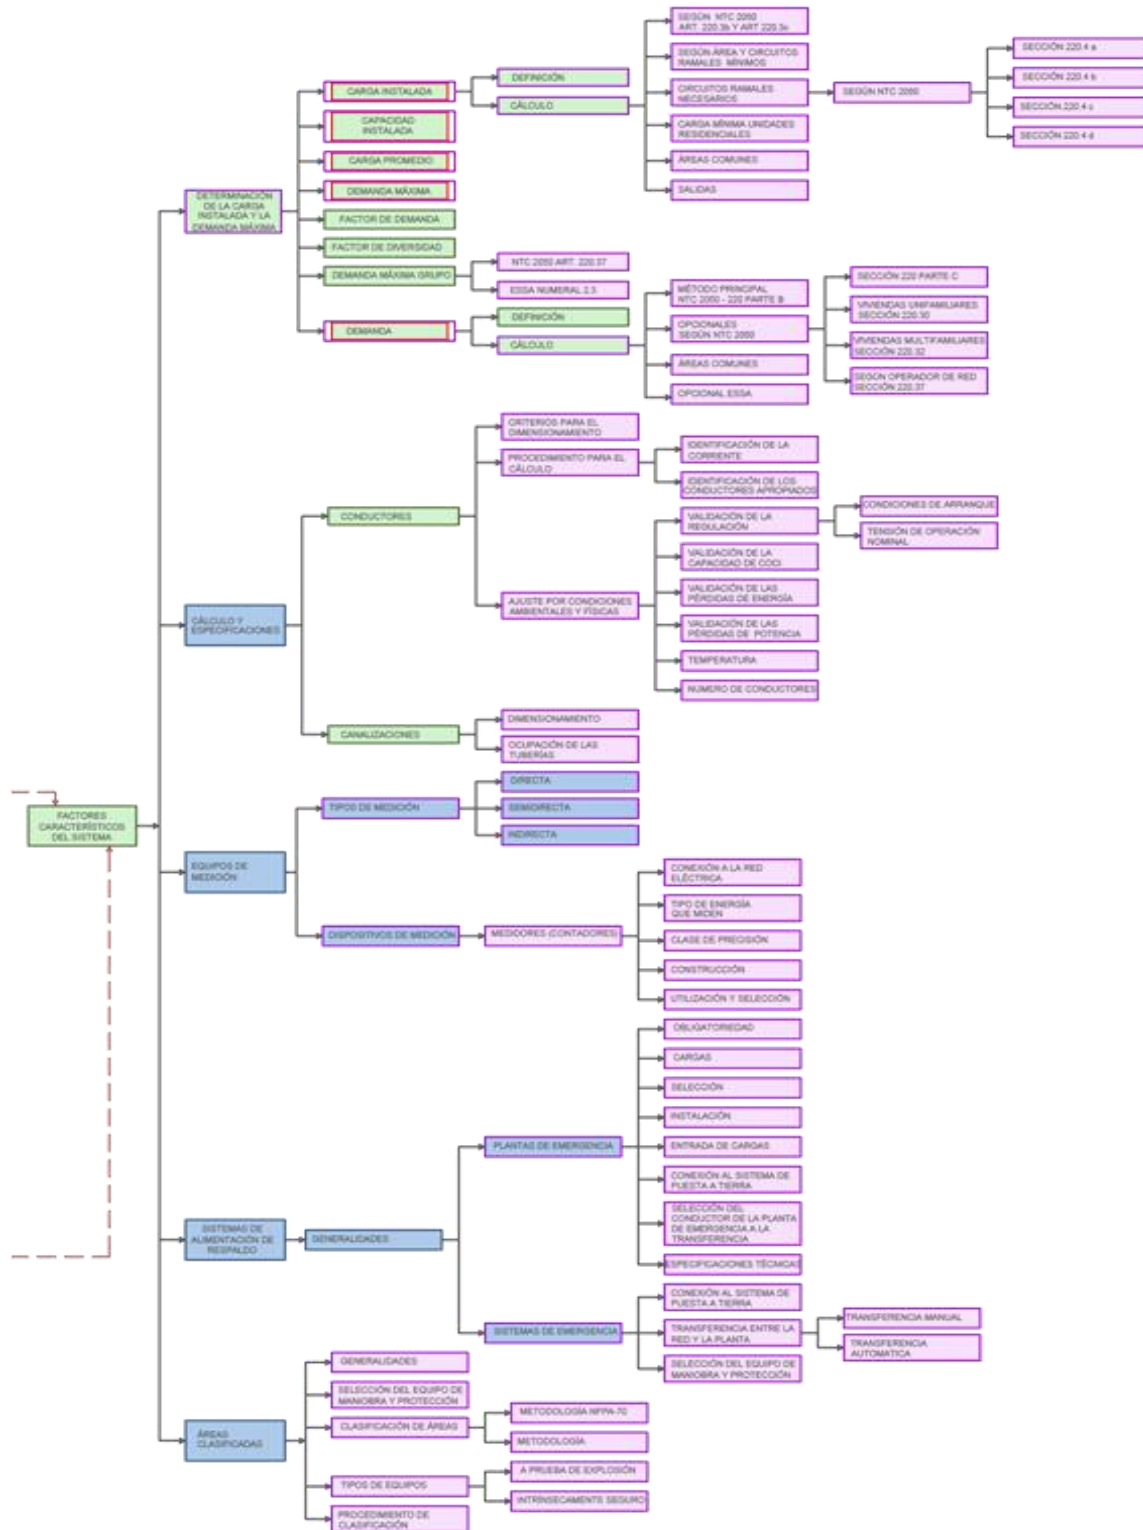 FACTORES
CARACTERÍSTICOS
DEL SISTEMA
DETERMINACIÓN
DE LA CARGA
INSTALADA Y LA
DEMANDA MÁXIMA
CARGA INSTALADA
DEFINICIÓN
CÁLCULO
SEGÚN NTC 2050
ART. 220.3b Y ART 220.3c
SEGÚN ÁREA Y CIRCUITOS
RAMALES MÍNIMOS
CIRCUITOS RAMALES
NECESARIOS
SEGÚN NTC 2050
SECCIÓN 220.4 a
SECCIÓN 220.4 b
SECCIÓN 220.4 c
SECCIÓN 220.4 d
CARGA MÍNIMA UNIDADES
RESIDENCIALES
ÁREAS COMUNES
SALIDAS
CAPACIDAD
INSTALADA
CARGA PROMEDIO
DEMANDA MÁXIMA
FACTOR DE DEMANDA
FACTOR DE DIVERSIDAD
DEMANDA MÁXIMA GRUPO
NTC 2050 ART. 220.37
ESSA NUMERAL 2.3
DEMANDA
DEFINICIÓN
CÁLCULO
MÉTODO PRINCIPAL
NTC 2050 - 220 PARTE B
OPCIONALES
SEGÚN NTC 2050
SECCIÓN 220 PARTE C
VIVIENDAS UNIFAMILIARES
SECCIÓN 220.30
VIVIENDAS MULTIFAMILIARES
SECCIÓN 220.32
SEGÚN OPERADOR DE RED
SECCIÓN 220.37
ÁREAS COMUNES
OPCIONAL ESSA
CÁLCULO Y
ESPECIFICACIONES
CONDUCTORES
CRITERIOS PARA EL
DIMENSIONAMIENTO
PROCEDIMIENTO PARA EL
CÁLCULO
IDENTIFICACIÓN DE LA
CORRIENTE
IDENTIFICACIÓN DE LOS
CONDUCTORES APROPIADOS
AJUSTE POR CONDICIONES
AMBIENTALES Y FÍSICAS
VALIDACIÓN DE LA
REGULACIÓN
CONDICIONES DE ARRANQUE
TENSIÓN DE OPERACIÓN
NOMINAL
VALIDACIÓN DE LA
CAPACIDAD DE COCI
VALIDACIÓN DE LAS
PÉRDIDAS DE ENERGÍA
VALIDACIÓN DE LAS
PÉRDIDAS DE POTENCIA
TEMPERATURA
NÚMERO DE CONDUCTORES
CANALIZACIONES
DIMENSIONAMIENTO
OCUPACIÓN DE LAS
TUBERÍAS
EQUIPOS DE
MEDICIÓN
TIPOS DE MEDICIÓN
DIRECTA
SEMIDIRECTA
INDIRECTA
DISPOSITIVOS DE MEDICIÓN
MEDIDORES (CONTADORES)
CONEXIÓN A LA RED
ELÉCTRICA
TIPO DE ENERGÍA
QUE MIDEN
CLASE DE PRECISIÓN
CONSTRUCCIÓN
UTILIZACIÓN Y SELECCIÓN
SISTEMAS DE
ALIMENTACIÓN DE
RESPALDO
GENERALIDADES
PLANTAS DE EMERGENCIA
OBLIGATORIEDAD
CARGAS
SELECCIÓN
INSTALACIÓN
ENTRADA DE CARGAS
CONEXIÓN AL SISTEMA DE
PUESTA A TIERRA
SELECCIÓN DEL
CONDUCTOR DE LA PLANTA
DE EMERGENCIA A LA
TRANSFERENCIA
ESPECIFICACIONES TÉCNICAS
SISTEMAS DE EMERGENCIA
CONEXIÓN AL SISTEMA DE
PUESTA A TIERRA
TRANSFERENCIA ENTRE LA
RED Y LA PLANTA
TRANSFERENCIA MANUAL
TRANSFERENCIA
AUTOMATICA
SELECCIÓN DEL EQUIPO DE
MANIOBRA Y PROTECCIÓN
ÁREAS
CLASIFICADAS
GENERALIDADES
SELECCIÓN DEL EQUIPO DE
MANIOBRA Y PROTECCIÓN
CLASIFICACIÓN DE ÁREAS
METODOLOGÍA NFPA-70
METODOLOGÍA
TIPOS DE EQUIPOS
A PRUEBA DE EXPLOSIÓN
INTRÍNSECAMENTE SEGURO
PROCEDIMIENTO DE
CLASIFICACIÓN